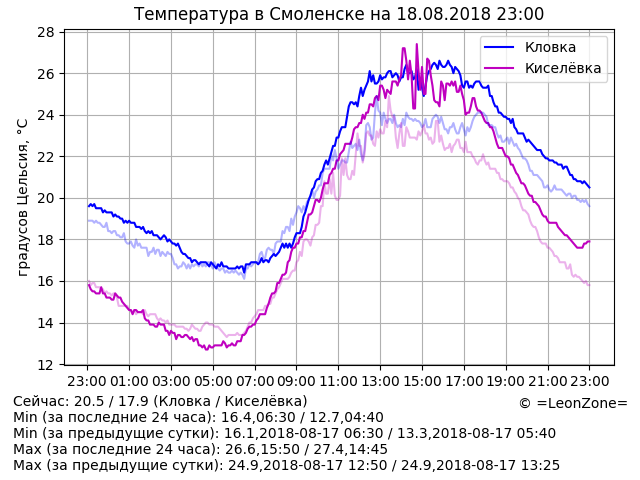 Температура в Смоленске на 18.08.2018 23:00
градусов Цельсия, °C
28
26
24
22
20
18
16
14
12
Кловка
Киселёвка
23:00 01:00 03:00 05:00 07:00 09:00 11:00 13:00 15:00 17:00 19:00 21:00 23:00
Сейчас: 20.5 / 17.9 (Кловка / Киселёвка)
© =LeonZone=
Min (за последние 24 часа): 16.4,06:30 / 12.7,04:40
Min (за предыдущие сутки): 16.1,2018-08-17 06:30 / 13.3,2018-08-17 05:40
Max (за последние 24 часа): 26.6,15:50 / 27.4,14:45
Max (за предыдущие сутки): 24.9,2018-08-17 12:50 / 24.9,2018-08-17 13:25